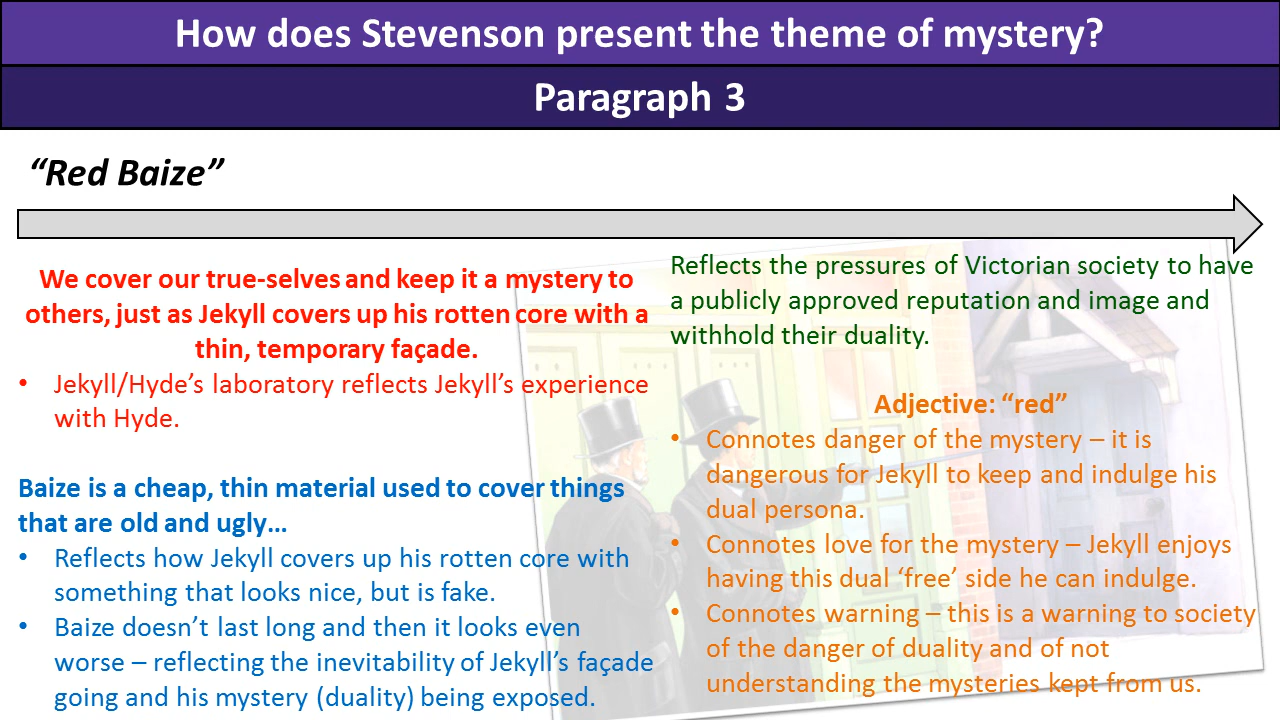 How does Stevenson present the theme of mystery?
Paragraph 3
“Red Baize”
We cover our true-selves and keep it a mystery to
others, just as Jekyll covers up his rotten core with a
thin, temporary façade.
• Jekyll/Hyde’s laboratory reflects Jekyll’s experience
with Hyde.
Baize is a cheap, thin material used to cover things
that are old and ugly…
• Reflects how Jekyll covers up his rotten core with
something that looks nice, but is fake.
• Baize doesn’t last long and then it looks even
worse – reflecting the inevitability of Jekyll’s façade
going and his mystery (duality) being exposed.
Reflects the pressures of Victorian society to have
a publicly approved reputation and image and
withhold their duality.
Adjective: “red”
• Connotes danger of the mystery – it is
dangerous for Jekyll to keep and indulge his
dual persona.
• Connotes love for the mystery – Jekyll enjoys
having this dual ‘free’ side he can indulge.
• Connotes warning – this is a warning to society
of the danger of duality and of not
understanding the mysteries kept from us.